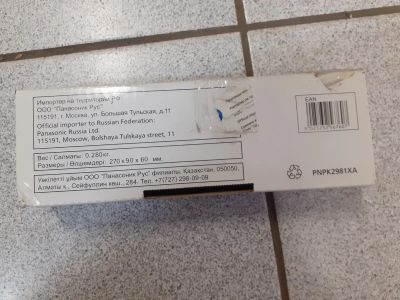 Импортер на территории РФ
ООО "Панасоник Рус"
115191, г. Москва, ул. Большая Тульская, д.11
Official importer to Russian Federation:
Panasonic Russia Ltd.
115191, Moscow, Bolshaya Tulskaya street, 11
Вес / Салмағы: 0.280кг.
Размеры / Өлшемдері: 270 x 90 x 60 мм.
Уәкілетті ұйым ООО "Панасоник Рус" филиалы, Қазақстан, 050050,
Алматы қ., Сейфуллин көш., 284. Тел.: +7(727) 298-09-09
EAN
PNPK2981XA